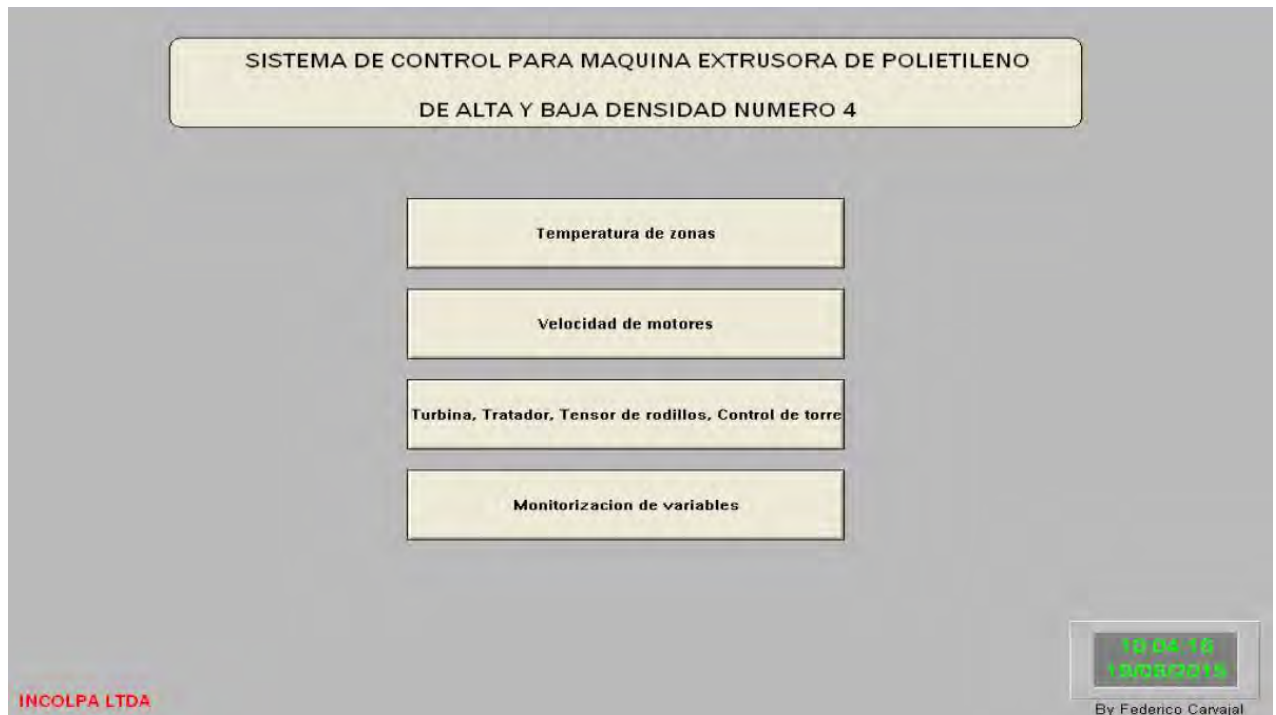 SISTEMA DE CONTROL PARA MAQUINA EXTRUSORA DE POLIETILENO
DE ALTA Y BAJA DENSIDAD NUMERO 4
Temperatura de zonas
Velocidad de motores
Turbina, Tratador, Tensor de rodillos, Control de torre
Monitorizacion de variables
INCOLPA LTDA
By Federico Carvajal